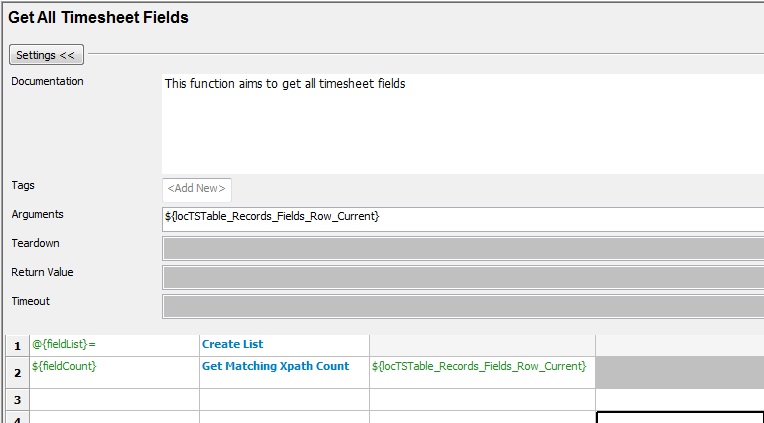 Get All Timesheet Fields
Settings <<
Documentation
This function aims to get all timesheet fields
Tags
<Add New>
Arguments
${locTSTable_Records_Fields_Row_Current}
Teardown
Return Value
Timeout
1 @{fieldList}= Create List
2 ${fieldCount} Get Matching Xpath Count ${locTSTable_Records_Fields_Row_Current}
3
4